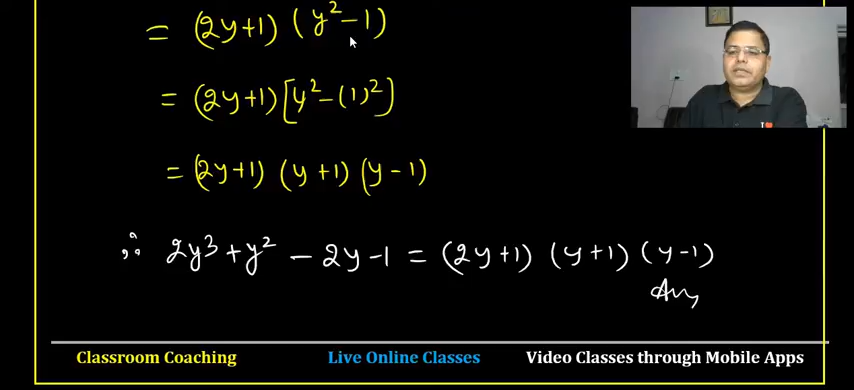 = (2y+1) (y²-1)
= (2y+1) [y²-(1)²]
= (2y+1) (y+1) (y-1)
∴ 2y³+y²-2y-1 = (2y+1) (y+1) (y-1)
Ans
Classroom Coaching Live Online Classes Video Classes through Mobile Apps